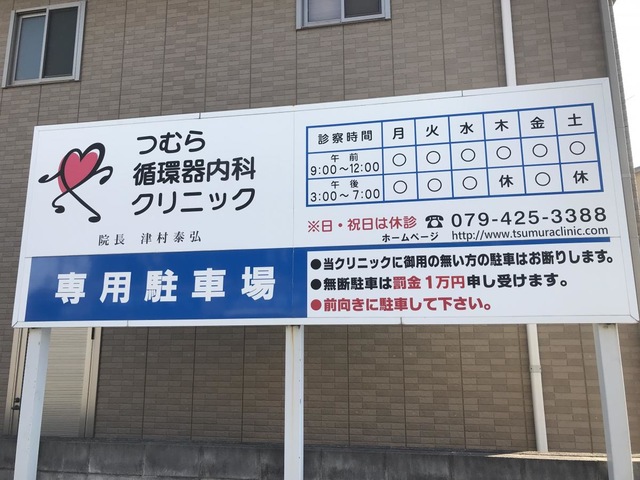 つむら
循環器内科
クリニック
院長 津村泰弘
診察時間 月 火 水 木 金 土
午前
9:00〜12:00 ○ ○ ○ ○ ○ ○
午後
3:00〜7:00 ○ ○ ○ 休 ○ 休
※日・祝日は休診 ☎ 079-425-3388
ホームページ http://www.tsumuraclinic.com/
専用駐車場
●当クリニックに御用の無い方の駐車はお断りします。
●無断駐車は罰金1万円申し受けます。
●前向きに駐車して下さい。